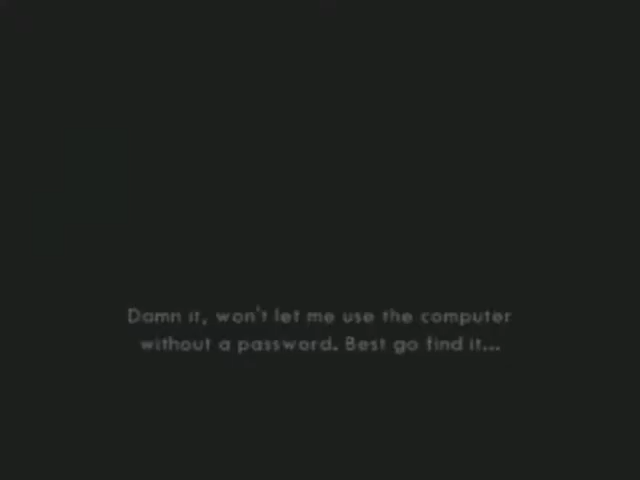 Damn it, won't let me use the computer
without a password. Best go find it...